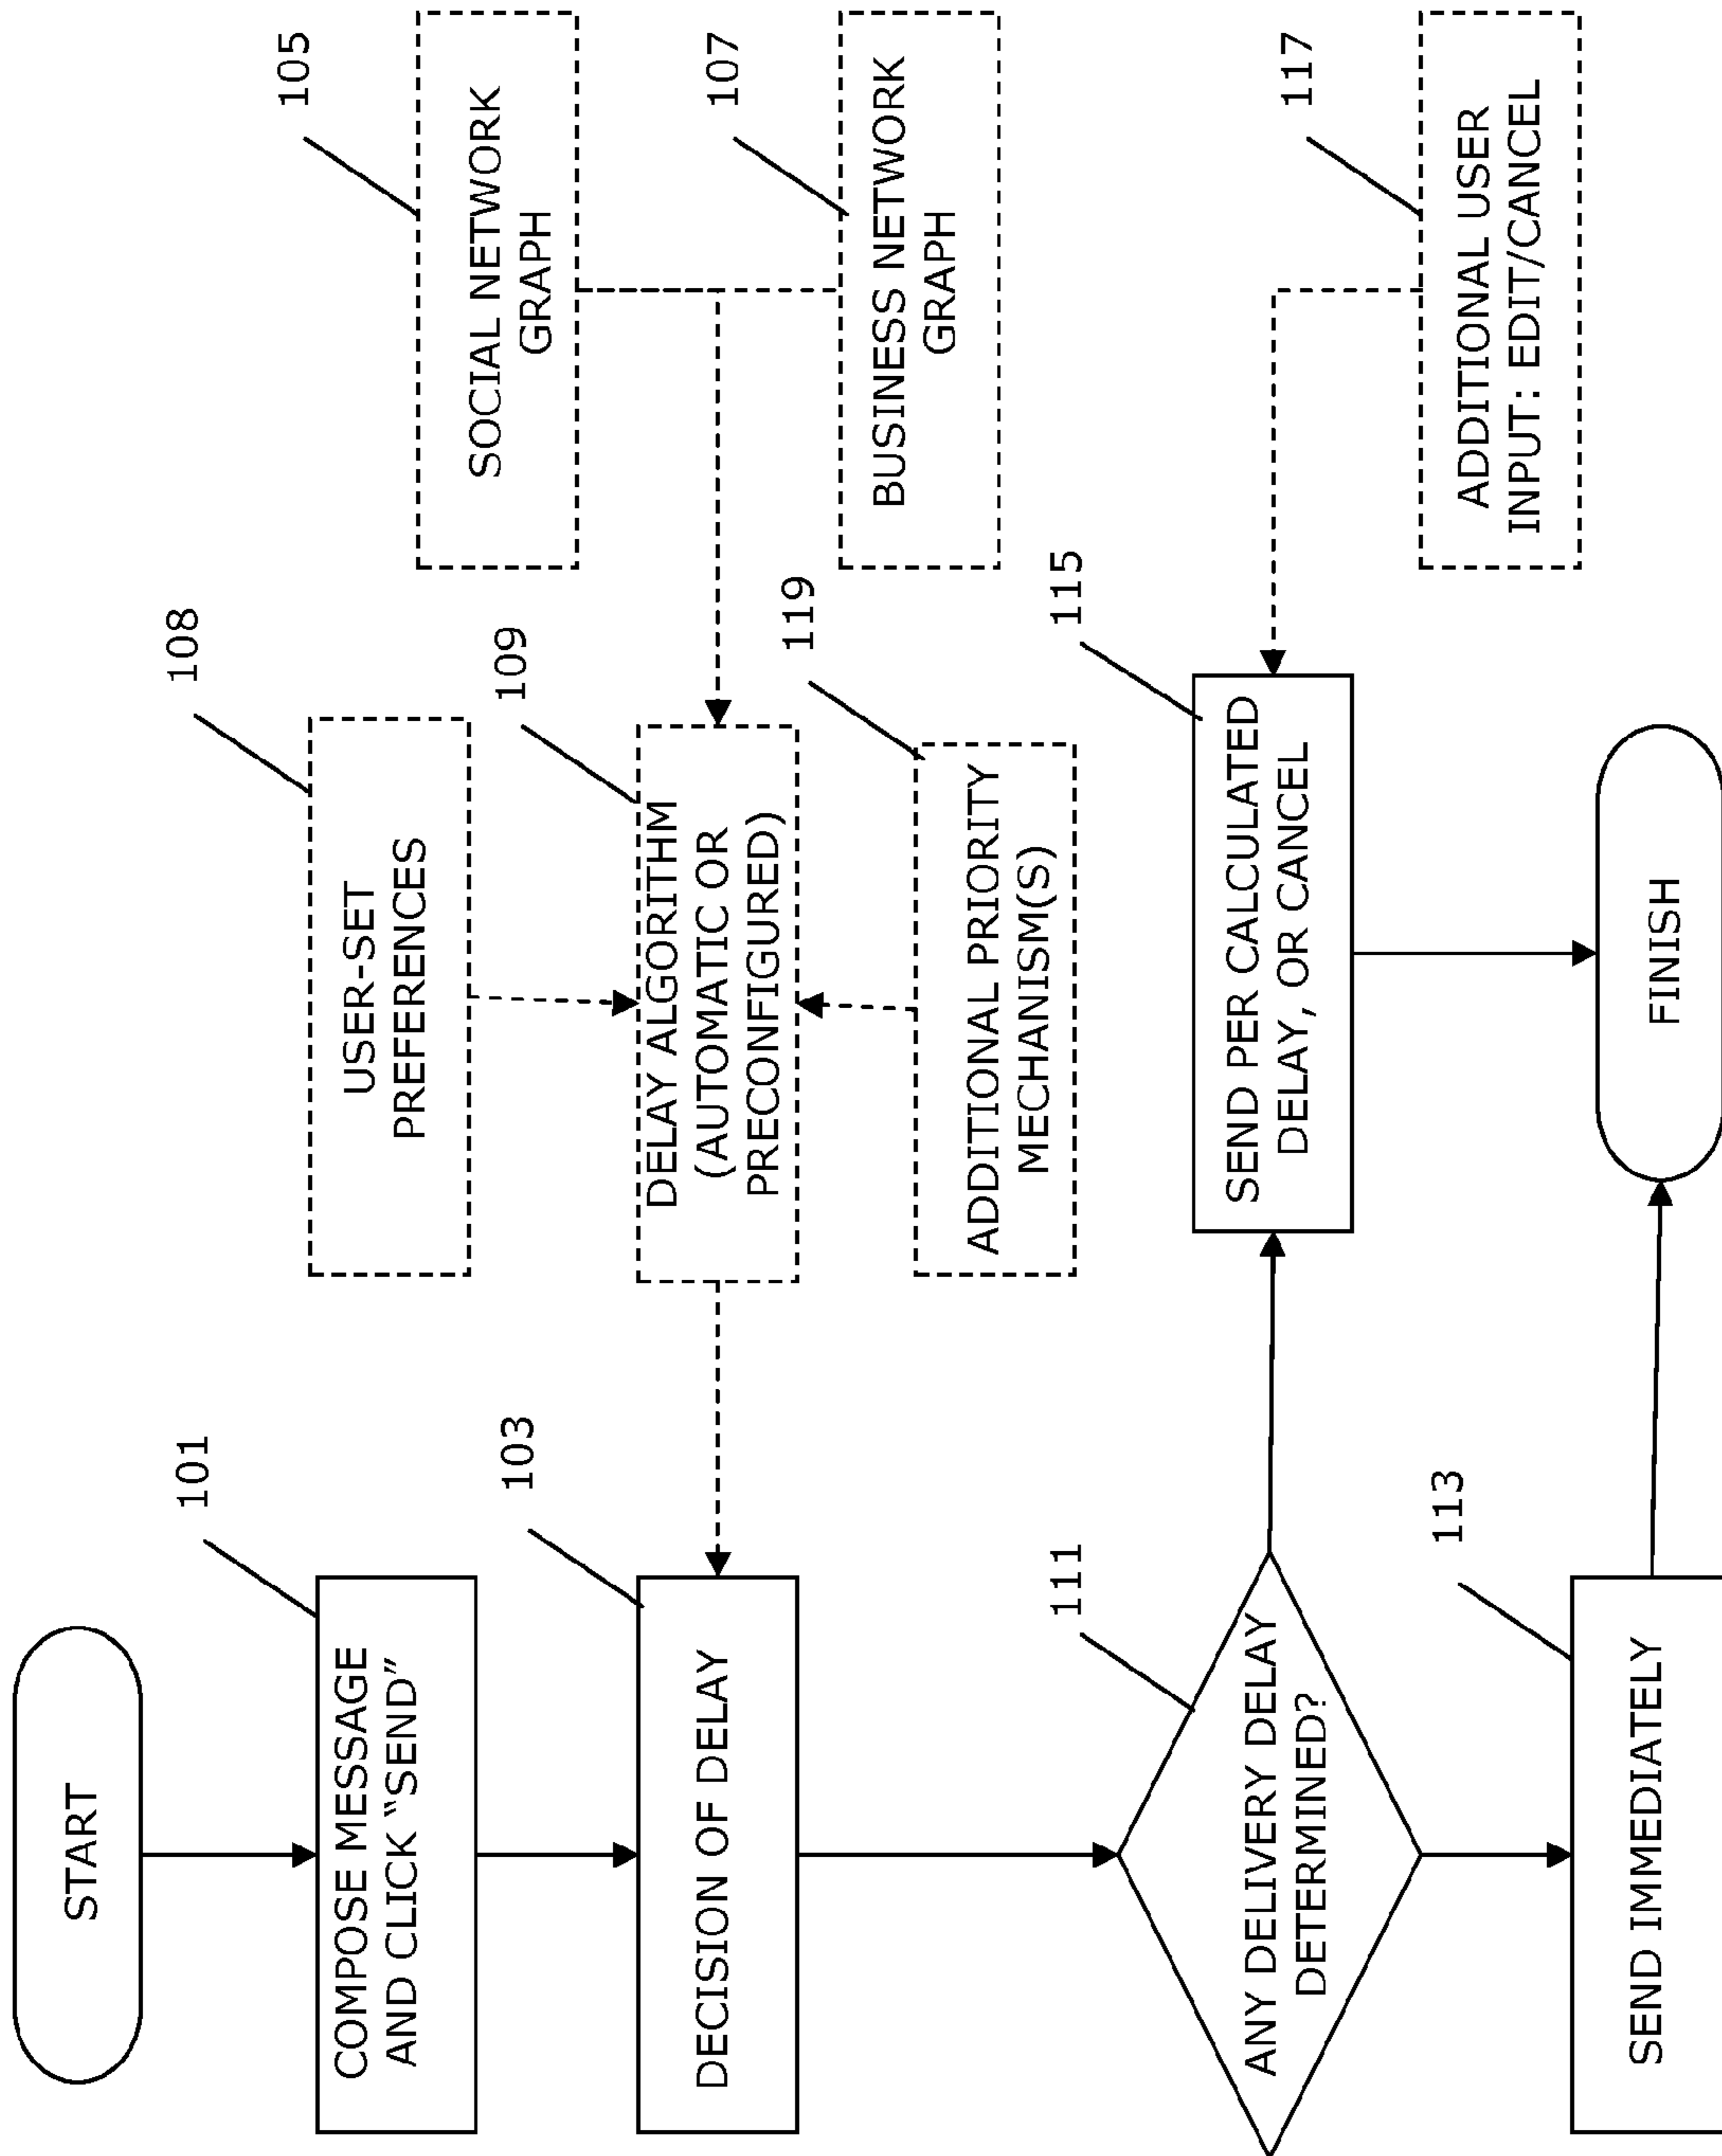 START
101
COMPOSE MESSAGE
AND CLICK “SEND”
103
DECISION OF DELAY
108
USER-SET
PREFERENCES
109
DELAY ALGORITHM
(AUTOMATIC OR
PRECONFIGURED)
119
ADDITIONAL PRIORITY
MECHANISM(S)
105
SOCIAL NETWORK
GRAPH
107
BUSINESS NETWORK
GRAPH
111
ANY DELIVERY DELAY
DETERMINED?
115
SEND PER CALCULATED
DELAY, OR CANCEL
117
ADDITIONAL USER
INPUT: EDIT/CANCEL
113
SEND IMMEDIATELY
FINISH